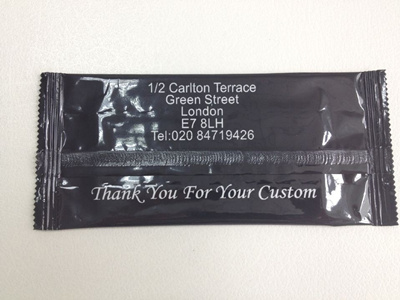 1/2 Carlton Terrace
Green Street
London
E7 8LH
Tel:020 84719426
Thank You For Your Custom